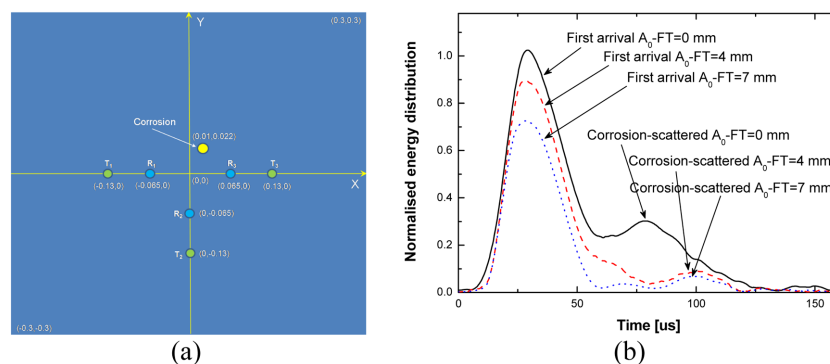 Y
(0.3,0.3)
Corrosion
(0.01,0.022)
T1
R1
R3
T3
(-0.13,0)
(-0.065,0)
(0,0)
(0.065,0)
(0.13,0)
X
R2
(0,-0.065)
T2
(0,-0.13)
(-0.3,-0.3)
(a)
Normalised energy distribution
1.0
0.8
0.6
0.4
0.2
0.0
0
50
100
150
Time [us]
First arrival A0-FT=0 mm
First arrival A0-FT=4 mm
First arrival A0-FT=7 mm
Corrosion-scattered A0-FT=0 mm
Corrosion-scattered A0-FT=4 mm
Corrosion-scattered A0-FT=7 mm
(b)